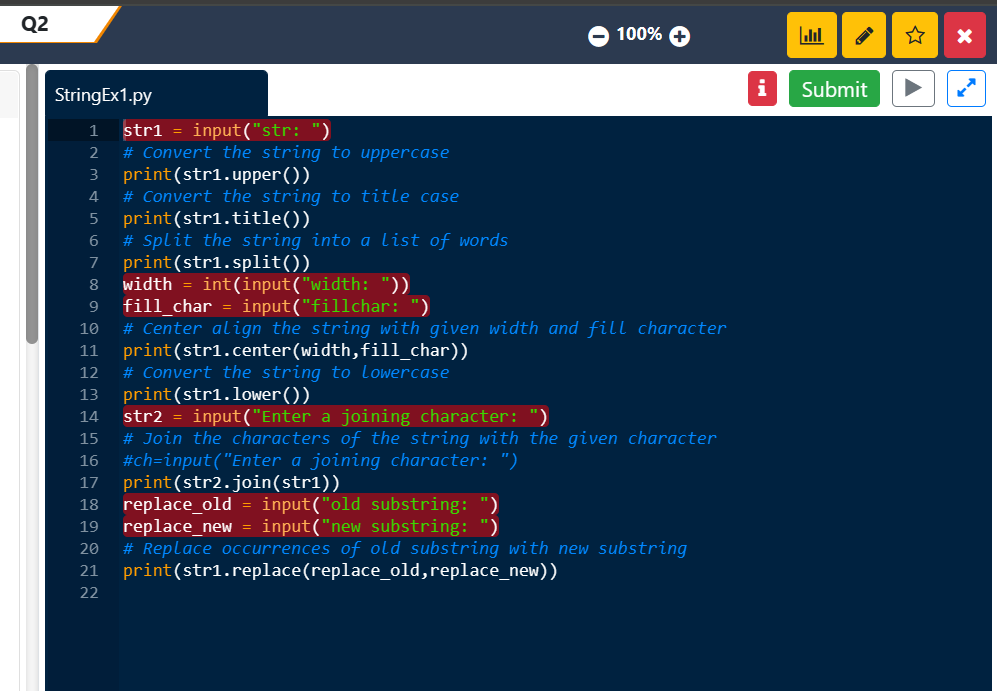 Q2
100%
StringEx1.py
Submit
1 str1 = input("str: ")
2 # Convert the string to uppercase
3 print(str1.upper())
4 # Convert the string to title case
5 print(str1.title())
6 # Split the string into a list of words
7 print(str1.split())
8 width = int(input("width: "))
9 fill_char = input("fillchar: ")
10 # Center align the string with given width and fill character
11 print(str1.center(width,fill_char))
12 # Convert the string to lowercase
13 print(str1.lower())
14 str2 = input("Enter a joining character: ")
15 # Join the characters of the string with the given character
16 #ch=input("Enter a joining character: ")
17 print(str2.join(str1))
18 replace_old = input("old substring: ")
19 replace_new = input("new substring: ")
20 # Replace occurrences of old substring with new substring
21 print(str1.replace(replace_old,replace_new))
22